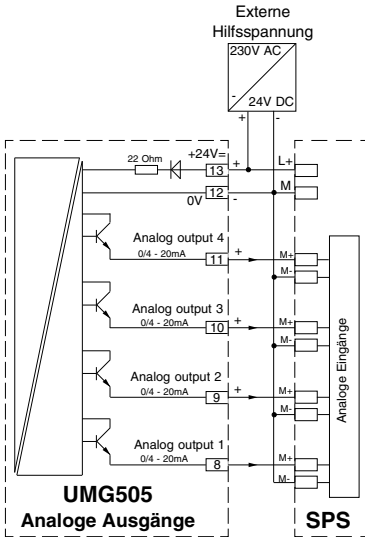 Externe
Hilfsspannung
230V AC
-
24V DC
+ -
22 Ohm +24V= + L+
13
12 M
0V -
Analog output 4 + M+
0/4 - 20mA 11
M-
Analog output 3 + M+
0/4 - 20mA 10
M-
Analog output 2 + M+
0/4 - 20mA 9
M-
Analog output 1 + M+
0/4 - 20mA 8
M-
Analoge Eingänge
UMG505
Analoge Ausgänge SPS